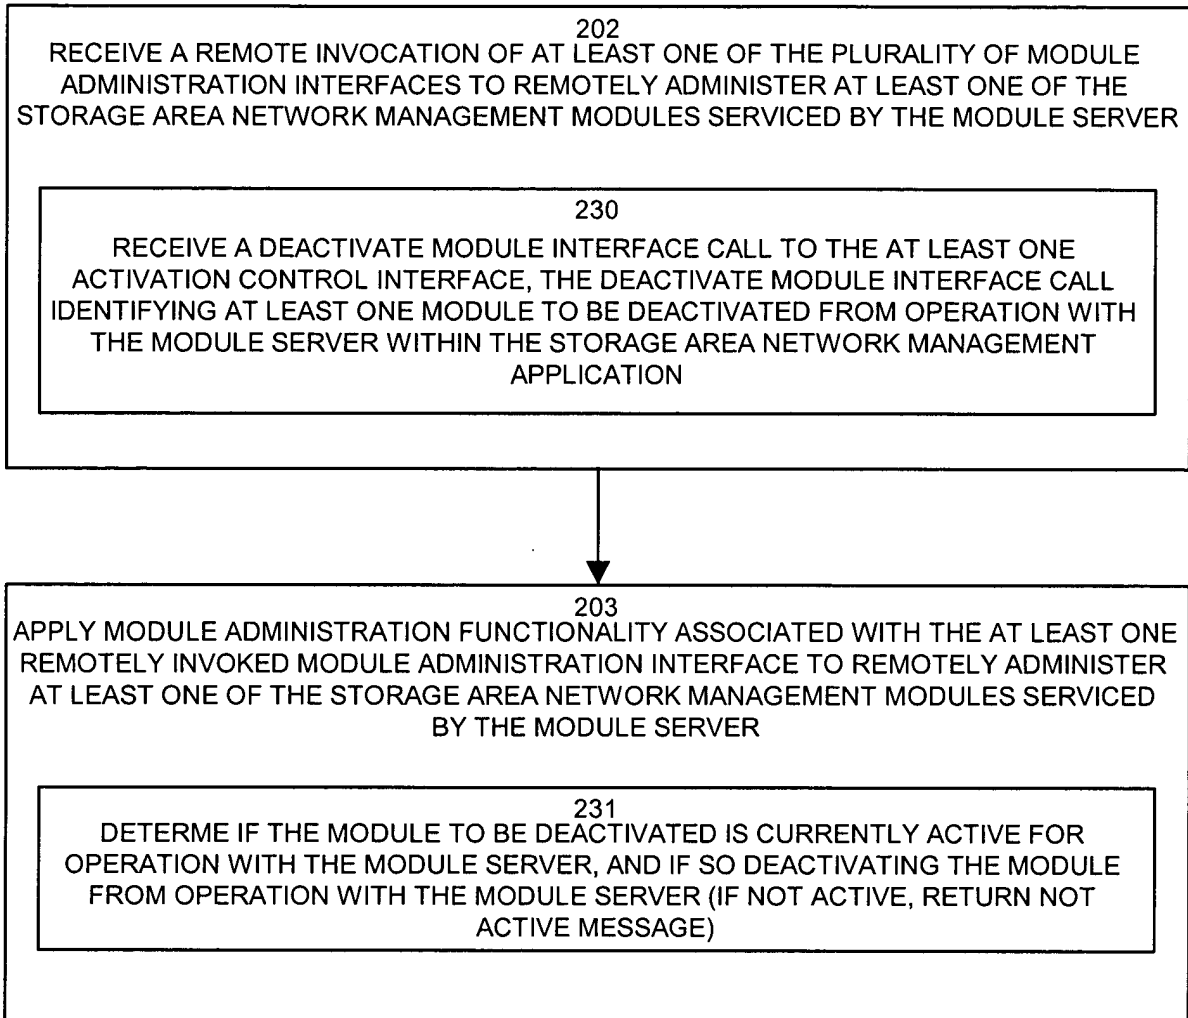 202
RECEIVE A REMOTE INVOCATION OF AT LEAST ONE OF THE PLURALITY OF MODULE
ADMINISTRATION INTERFACES TO REMOTELY ADMINISTER AT LEAST ONE OF THE
STORAGE AREA NETWORK MANAGEMENT MODULES SERVICED BY THE MODULE SERVER
230
RECEIVE A DEACTIVATE MODULE INTERFACE CALL TO THE AT LEAST ONE
ACTIVATION CONTROL INTERFACE, THE DEACTIVATE MODULE INTERFACE CALL
IDENTIFYING AT LEAST ONE MODULE TO BE DEACTIVATED FROM OPERATION WITH
THE MODULE SERVER WITHIN THE STORAGE AREA NETWORK MANAGEMENT
APPLICATION
203
APPLY MODULE ADMINISTRATION FUNCTIONALITY ASSOCIATED WITH THE AT LEAST ONE
REMOTELY INVOKED MODULE ADMINISTRATION INTERFACE TO REMOTELY ADMINISTER
AT LEAST ONE OF THE STORAGE AREA NETWORK MANAGEMENT MODULES SERVICED
BY THE MODULE SERVER
231
DETERME IF THE MODULE TO BE DEACTIVATED IS CURRENTLY ACTIVE FOR
OPERATION WITH THE MODULE SERVER, AND IF SO DEACTIVATING THE MODULE
FROM OPERATION WITH THE MODULE SERVER (IF NOT ACTIVE, RETURN NOT
ACTIVE MESSAGE)